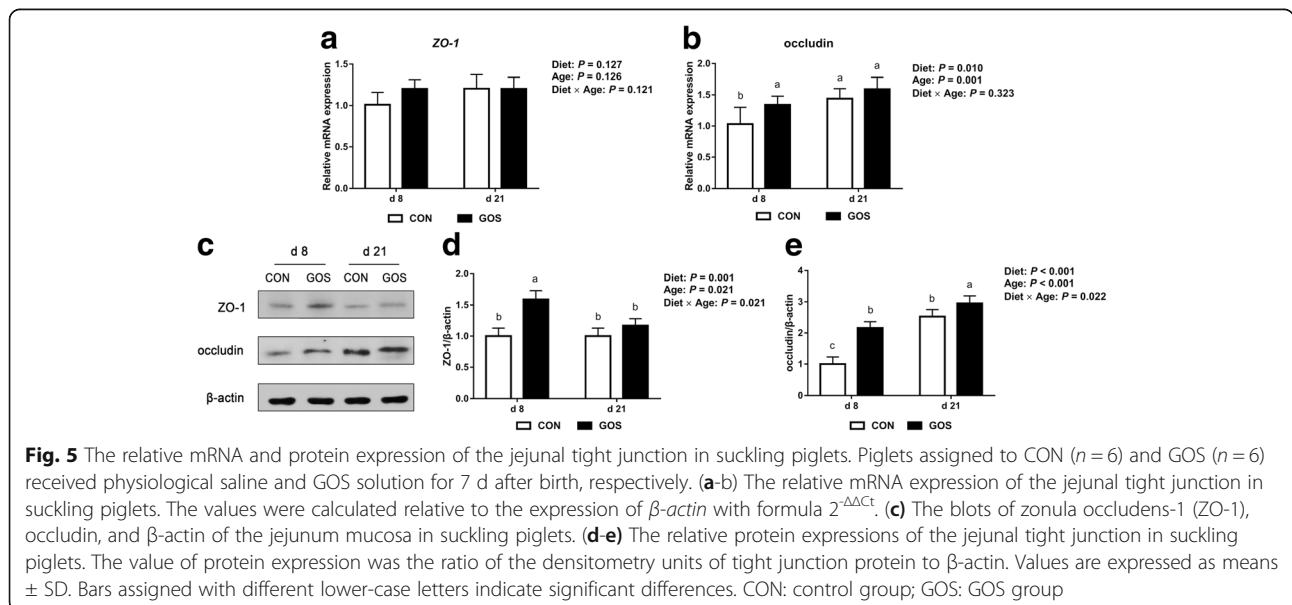 a
ZO-1
Relative mRNA expression
1.5
1.0
0.5
0.0
d 8
d 21
CON
GOS
Diet: P = 0.127
Age: P = 0.126
Diet × Age: P = 0.121
b
occludin
Relative mRNA expression
2.0
1.5
1.0
0.5
0.0
b
a
a
a
d 8
d 21
CON
GOS
Diet: P = 0.010
Age: P = 0.001
Diet × Age: P = 0.323
c
d 8 d 21
CON GOS CON GOS
ZO-1
occludin
β-actin
d
ZO-1/β-actin
2.0
1.5
1.0
0.5
0.0
b
a
b
b
d 8
d 21
CON
GOS
Diet: P = 0.001
Age: P = 0.021
Diet × Age: P = 0.021
e
occludin/β-actin
4
3
2
1
0
c
b
b
a
d 8
d 21
CON
GOS
Diet: P < 0.001
Age: P < 0.001
Diet × Age: P = 0.022
Fig. 5 The relative mRNA and protein expression of the jejunal tight junction in suckling piglets. Piglets assigned to CON (n = 6) and GOS (n = 6)
received physiological saline and GOS solution for 7 d after birth, respectively. (a-b) The relative mRNA expression of the jejunal tight junction in
suckling piglets. The values were calculated relative to the expression of β-actin with formula 2^-ΔΔCt. (c) The blots of zonula occludens-1 (ZO-1),
occludin, and β-actin of the jejunum mucosa in suckling piglets. (d-e) The relative protein expressions of the jejunal tight junction in suckling
piglets. The value of protein expression was the ratio of the densitometry units of tight junction protein to β-actin. Values are expressed as means
± SD. Bars assigned with different lower-case letters indicate significant differences. CON: control group; GOS: GOS group